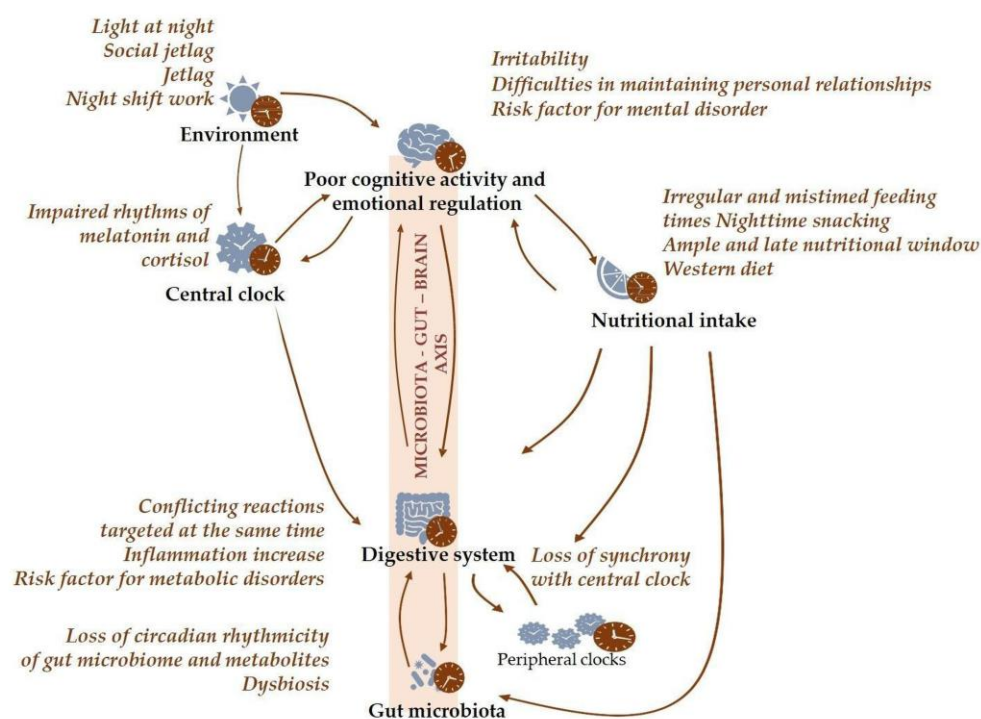 Light at night
Social jetlag
Jetlag
Night shift work
Environment
Irritability
Difficulties in maintaining personal relationships
Risk factor for mental disorder
Poor cognitive activity and
emotional regulation
Impaired rhythms of
melatonin and
cortisol
Central clock
Irregular and mistimed feeding
times Nighttime snacking
Ample and late nutritional window
Western diet
Nutritional intake
MICROBIOTA - GUT – BRAIN
AXIS
Conflicting reactions
targeted at the same time
Inflammation increase
Risk factor for metabolic disorders
Digestive system
Loss of synchrony
with central clock
Peripheral clocks
Loss of circadian rhythmicity
of gut microbiome and metabolites
Dysbiosis
Gut microbiota